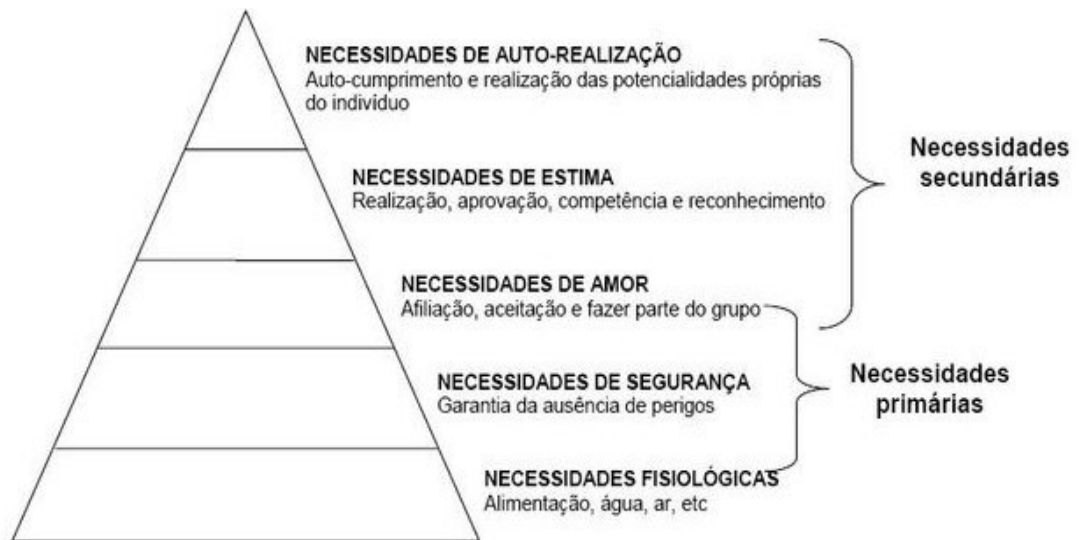 NECESSIDADES DE AUTO-REALIZAÇÃO
Auto-cumprimento e realização das potencialidades próprias
do indivíduo
NECESSIDADES DE ESTIMA
Realização, aprovação, competência e reconhecimento
Necessidades
secundárias
NECESSIDADES DE AMOR
Afiliação, aceitação e fazer parte do grupo
NECESSIDADES DE SEGURANÇA
Garantia da ausência de perigos
Necessidades
primárias
NECESSIDADES FISIOLÓGICAS
Alimentação, água, ar, etc